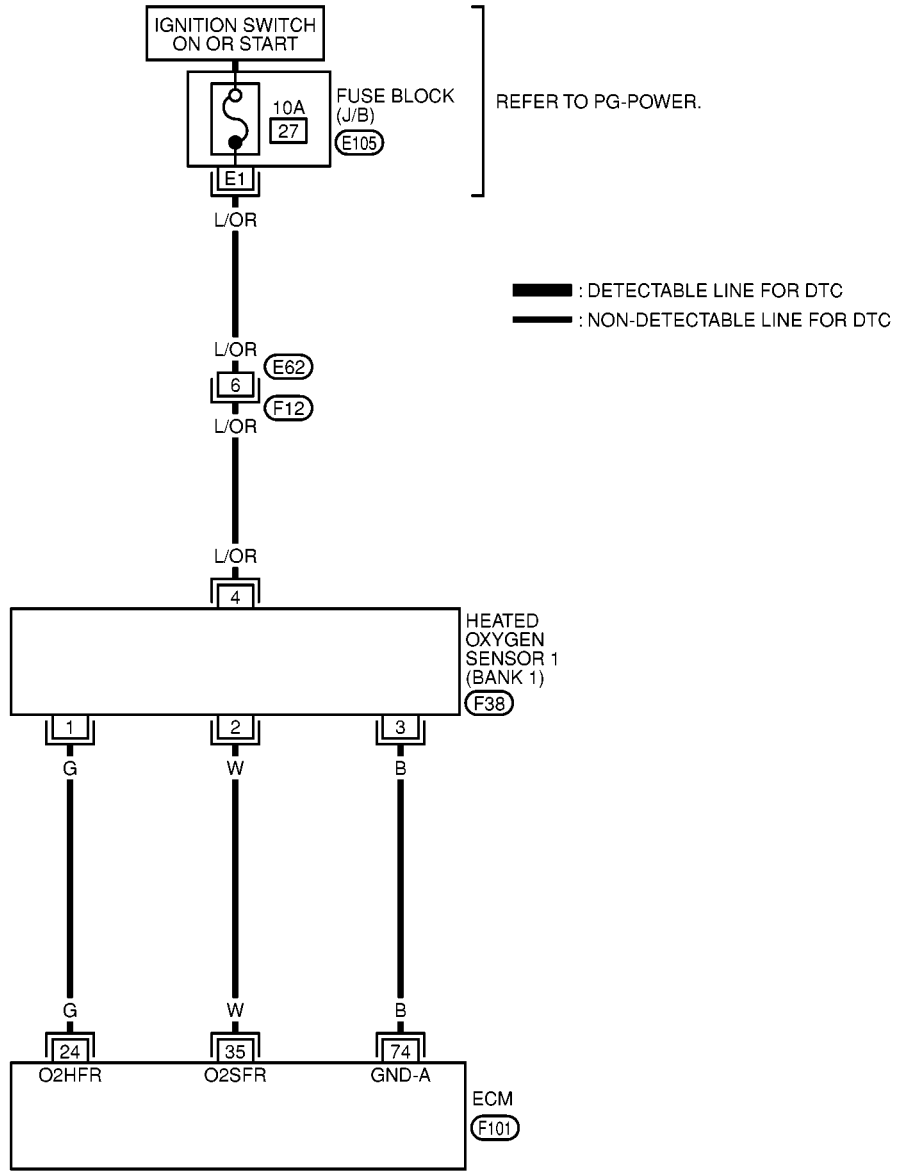 IGNITION SWITCH
ON OR START
10A
27
FUSE BLOCK
(J/B)
E105
REFER TO PG-POWER.
E1
L/OR
: DETECTABLE LINE FOR DTC
: NON-DETECTABLE LINE FOR DTC
L/OR
E62
6
F12
L/OR
L/OR
4
HEATED
OXYGEN
SENSOR 1
(BANK 1)
F38
1 2 3
G W B
G W B
24 35 74
O2HFR O2SFR GND-A
ECM
F101